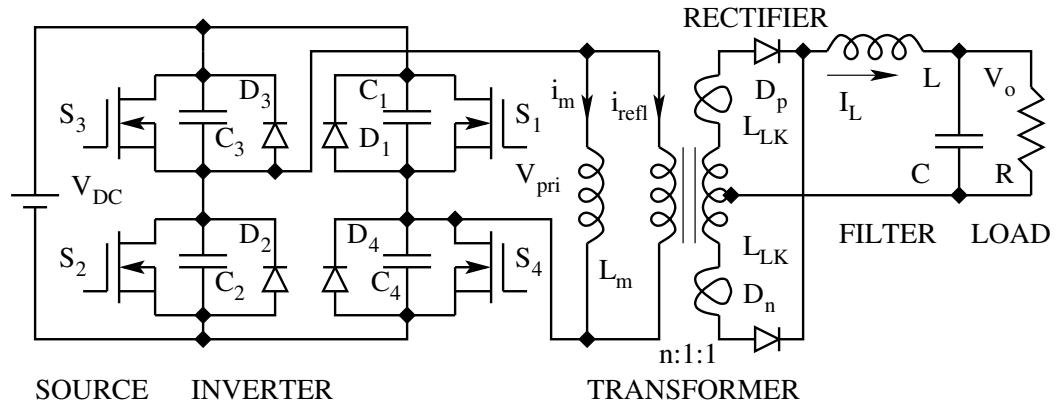 RECTIFIER
S3
D3
C3
C1
D1
S1
im
irefl
Vpri
Dp
LLK
IL
L
Vo
C
R
VDC
S2
D2
C2
D4
C4
S4
Lm
LLK
Dn
FILTER LOAD
n:1:1
SOURCE INVERTER TRANSFORMER